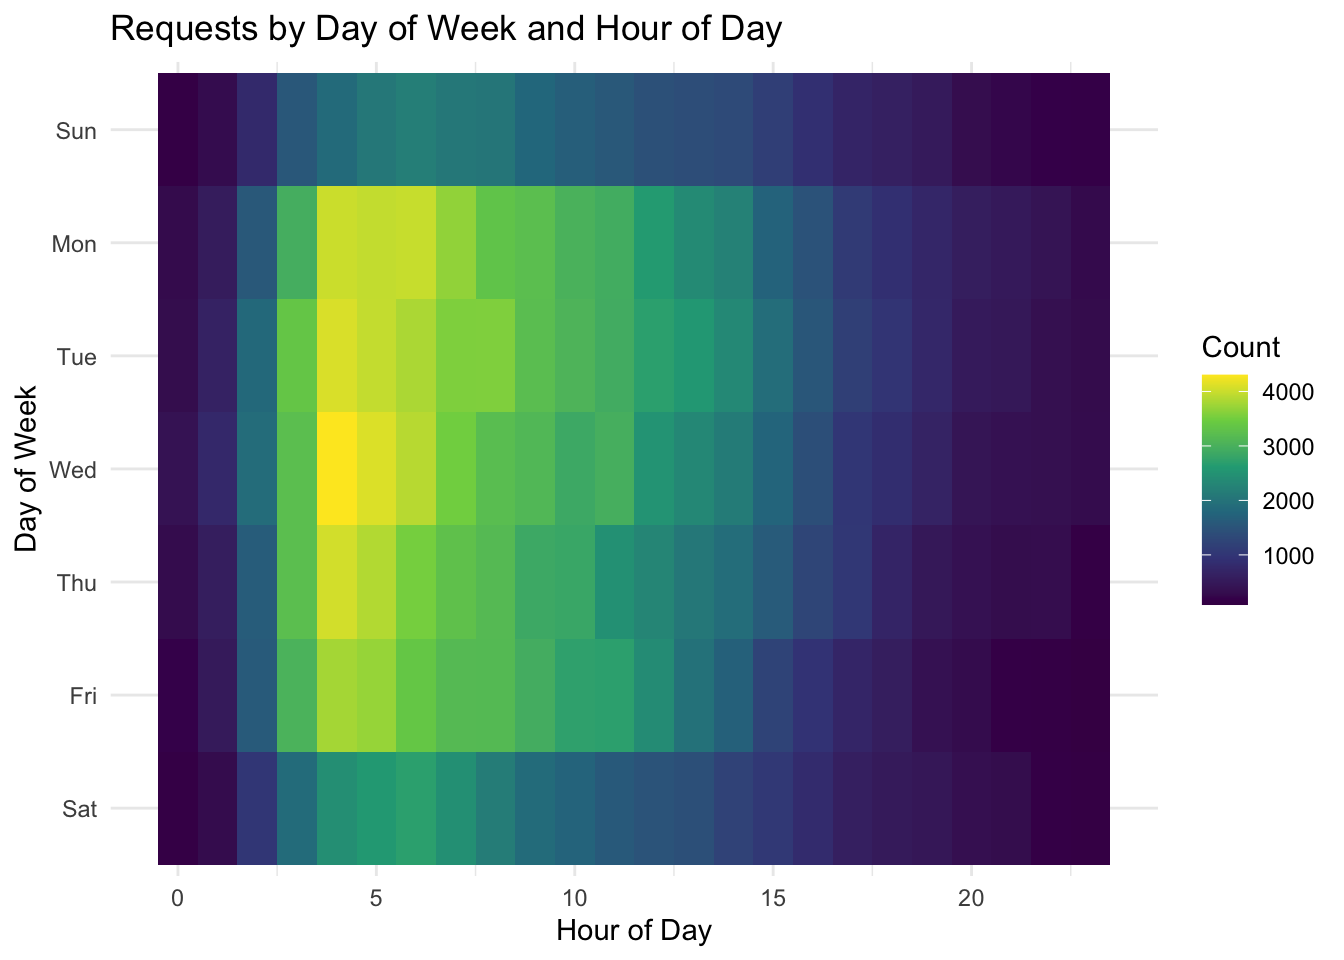 Requests by Day of Week and Hour of Day
Day of Week
Sun
Mon
Tue
Wed
Thu
Fri
Sat
0
5
10
15
20
Hour of Day
Count
4000
3000
2000
1000